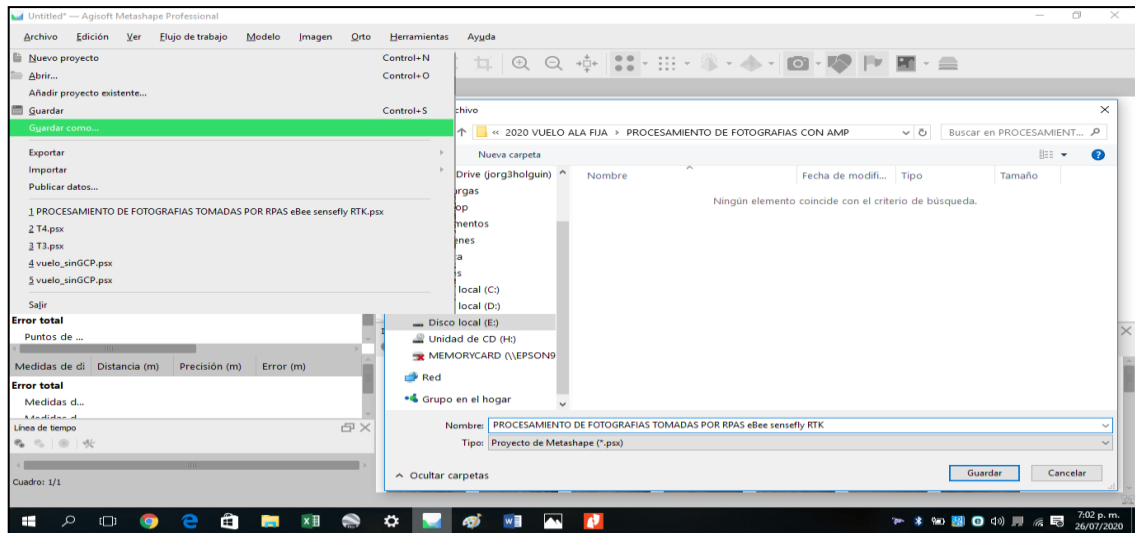 Untitled* — Agisoft Metashape Professional
Archivo Edición Ver Flujo de trabajo Modelo Imagen Orto Herramientas Ayuda
Nuevo proyecto Control+N
Abrir... Control+O
Añadir proyecto existente...
Guardar Control+S
Guardar como...
Exportar
Importar
Publicar datos...
1 PROCESAMIENTO DE FOTOGRAFIAS TOMADAS POR RPAS eBee sensefly RTK.psx
2 T4.psx
3 T3.psx
4 vuelo_sinGCP.psx
5 vuelo_sinGCP.psx
Salir
Error total
Puntos de ...
Medidas de di Distancia (m) Precisión (m) Error (m)
Error total
Medidas d...
Medidas d
Línea de tiempo
Cuadro: 1/1
chivo
« 2020 VUELO ALA FIJA › PROCESAMIENTO DE FOTOGRAFIAS CON AMP
Buscar en PROCESAMIENT...
Nueva carpeta
Nombre Fecha de modifi... Tipo Tamaño
Ningún elemento coincide con el criterio de búsqueda.
Drive (jorg3holguin)
rgas
op
mentos
enes
a
s
local (C:)
local (D:)
Disco local (E:)
Unidad de CD (H:)
MEMORYCARD (\\EPSON9
Red
Grupo en el hogar
Nombre: PROCESAMIENTO DE FOTOGRAFIAS TOMADAS POR RPAS eBee sensefly RTK
Tipo: Proyecto de Metashape (*.psx)
Ocultar carpetas
Guardar Cancelar
7:02 p. m.
26/07/2020